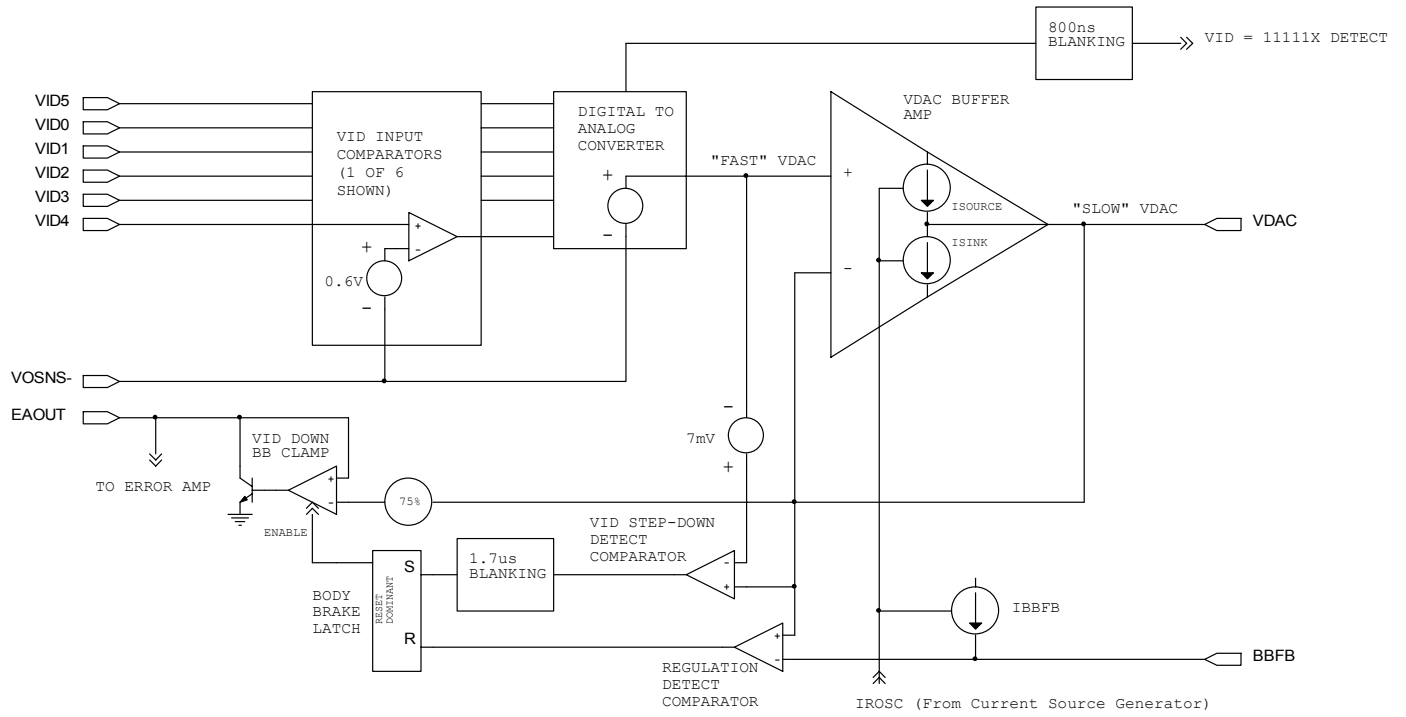 800ns
BLANKING
VID = 11111X DETECT
VID5
VID0
VID1
VID2
VID3
VID4
VID INPUT
COMPARATORS
(1 OF 6
SHOWN)
+
-
+
0.6V
-
DIGITAL TO
ANALOG
CONVERTER
+
-
"FAST" VDAC
VDAC BUFFER
AMP
+
-
ISOURCE
ISINK
"SLOW" VDAC
VDAC
VOSNS-
EAOUT
TO ERROR AMP
VID DOWN
BB CLAMP
+
-
ENABLE
75%
-
7mV
+
VID STEP-DOWN
DETECT
COMPARATOR
-
+
1.7us
BLANKING
BODY
BRAKE
LATCH
S
RESET
DOMINANT
R
+
-
REGULATION
DETECT
COMPARATOR
IBBFB
BBFB
IROSC (From Current Source Generator)